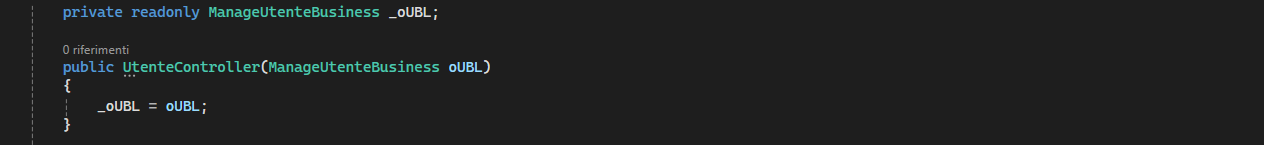 private readonly ManageUtenteBusiness _oUBL;
0 riferimenti
public UtenteController(ManageUtenteBusiness oUBL)
{
_oUBL = oUBL;
}